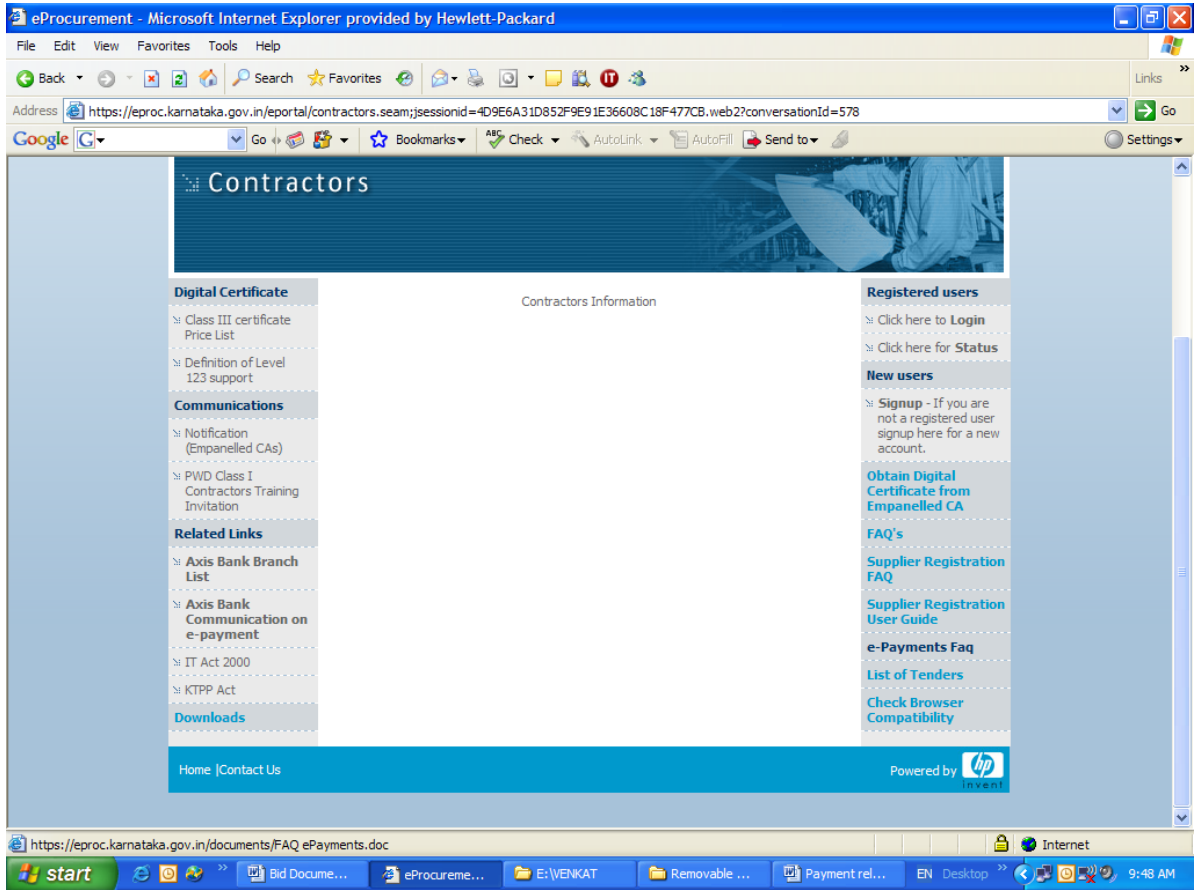 eProcurement - Microsoft Internet Explorer provided by Hewlett-Packard
File Edit View Favorites Tools Help
Back Search Favorites Links »
Address https://eproc.karnataka.gov.in/eportal/contractors.seam;jsessionid=4D9E6A31D852F9E91E36608C18F477CB.web2?conversationId=578 Go
Google G Go Bookmarks ABC Check AutoLink AutoFill Send to Settings
Contractors
Digital Certificate
Class III certificate
Price List
Definition of Level
123 support
Communications
Notification
(Empanelled CAs)
PWD Class I
Contractors Training
Invitation
Related Links
Axis Bank Branch
List
Axis Bank
Communication on
e-payment
IT Act 2000
KTPP Act
Downloads
Contractors Information
Registered users
Click here to Login
Click here for Status
New users
Signup - If you are
not a registered user
signup here for a new
account.
Obtain Digital
Certificate from
Empanelled CA
FAQ's
Supplier Registration
FAQ
Supplier Registration
User Guide
e-Payments Faq
List of Tenders
Check Browser
Compatibility
Home |Contact Us
Powered by hp
invent
https://eproc.karnataka.gov.in/documents/FAQ ePayments.doc Internet
start » Bid Docume... eProcureme... E:\VENKAT Removable ... Payment rel... EN Desktop » 9:48 AM